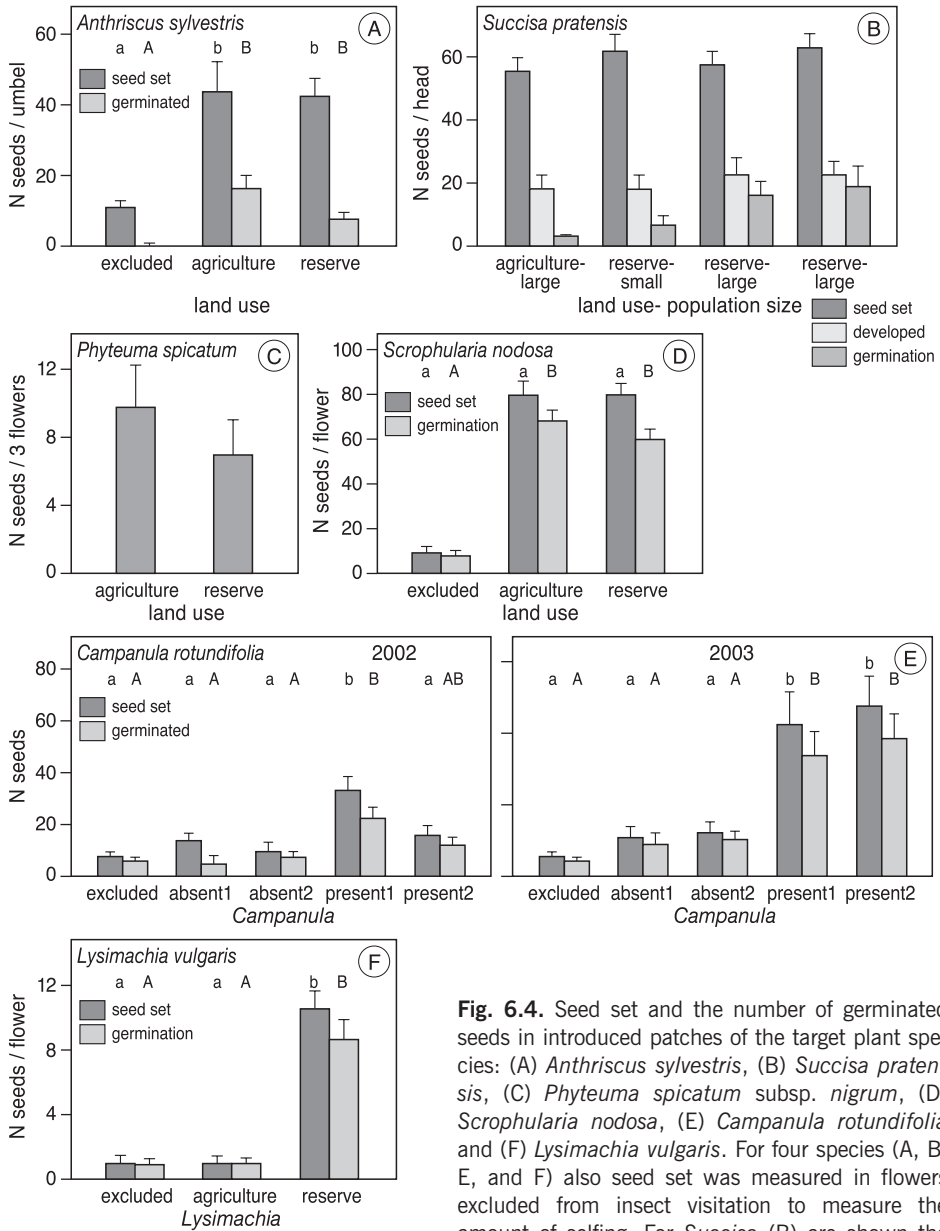 Anthriscus sylvestris
A
60
40
20
0
N seeds / umbel
a A b B b B
seed set
germinated
excluded agriculture reserve
land use
Succisa pratensis
B
60
40
20
0
N seeds / head
agriculture-
large
reserve-
small
reserve-
large
reserve-
large
land use- population size
seed set
developed
germination
Phyteuma spicatum
C
12
8
4
0
N seeds / 3 flowers
agriculture reserve
land use
Scrophularia nodosa
D
100
80
60
40
20
0
N seeds / flower
a A a B a B
seed set
germination
excluded agriculture reserve
land use
Campanula rotundifolia 2002
80
60
40
20
0
N seeds
a A a A a A b B a AB
seed set
germinated
excluded absent1 absent2 present1 present2
Campanula
2003
E
a A a A a A b B b B
excluded absent1 absent2 present1 present2
Campanula
Lysimachia vulgaris
F
12
8
4
0
N seeds / flower
a A a A b B
seed set
germination
excluded agriculture reserve
Lysimachia
Fig. 6.4. Seed set and the number of germinated
seeds in introduced patches of the target plant spe
cies: (A) Anthriscus sylvestris, (B) Succisa praten
sis, (C) Phyteuma spicatum subsp. nigrum, (D
Scrophularia nodosa, (E) Campanula rotundifolia
and (F) Lysimachia vulgaris. For four species (A, B
E, and F) also seed set was measured in flowers
excluded from insect visitation to measure the
amount of selfing. For Succisa (B) are shown the